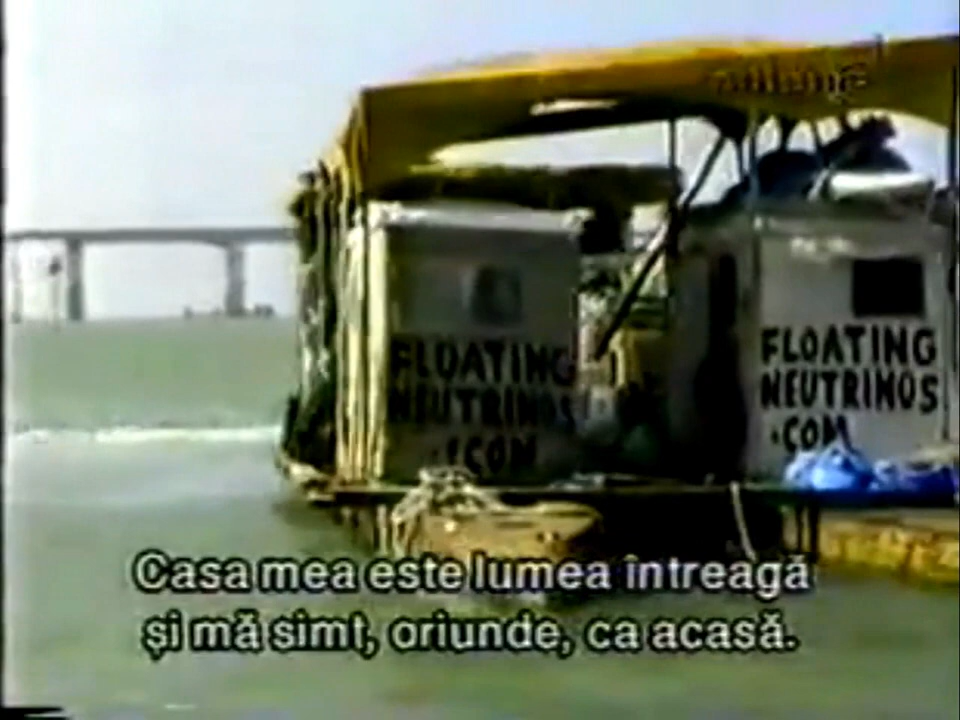 FLOATING
NEUTRINOS
.COM
FLOATING
NEUTRINOS
.COM
Casa mea este lumea întreagă
și mă simt, oriunde, ca acasă.